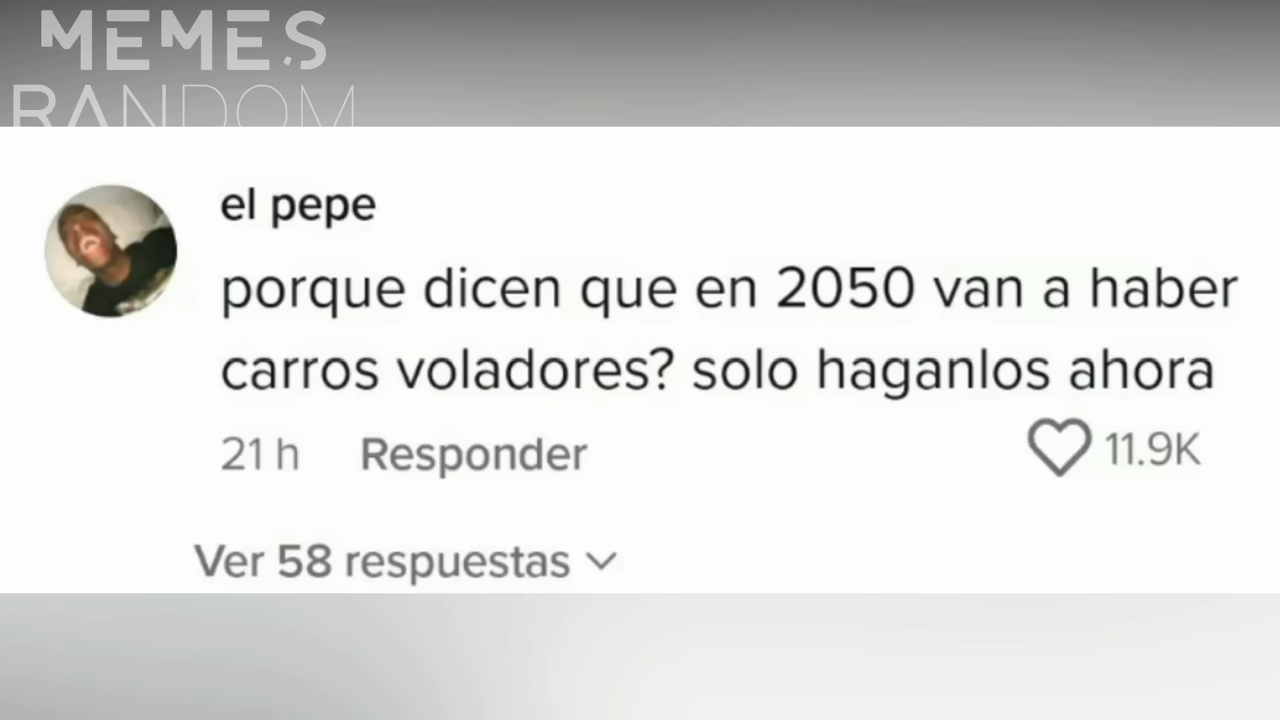 MEMES
RANDOM
el pepe
porque dicen que en 2050 van a haber
carros voladores? solo haganlos ahora
21 h Responder 11.9K
Ver 58 respuestas